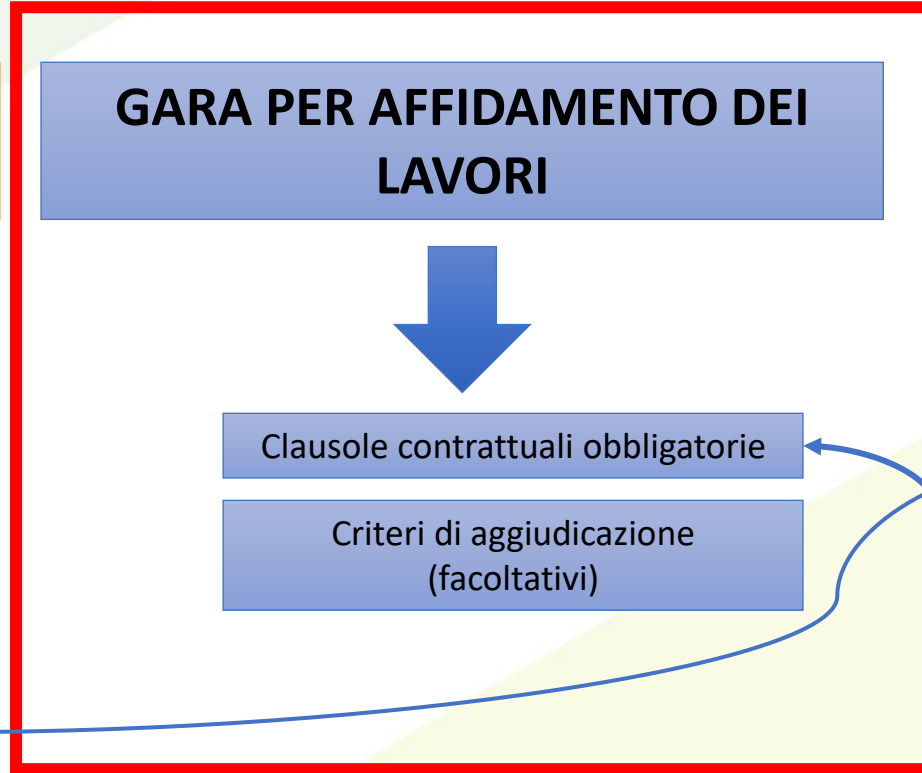 GARA PER AFFIDAMENTO DEI
LAVORI
Clausole contrattuali obbligatorie
Criteri di aggiudicazione
(facoltativi)